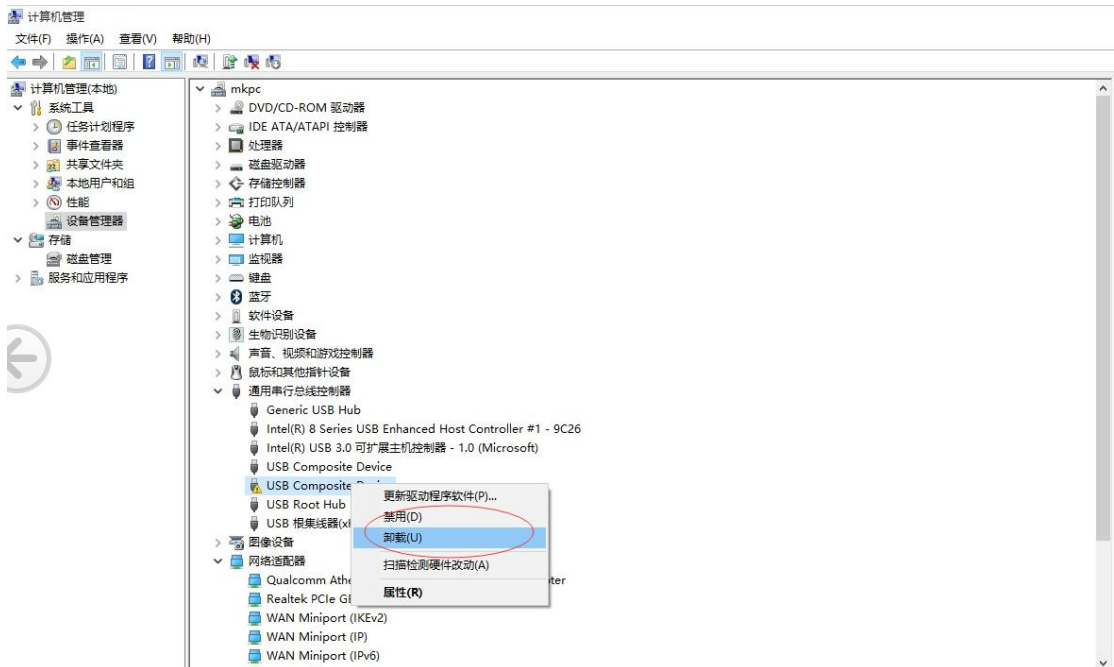 计算机管理
文件(F) 操作(A) 查看(V) 帮助(H)
计算机管理(本地)
系统工具
任务计划程序
事件查看器
共享文件夹
本地用户和组
性能
设备管理器
存储
磁盘管理
服务和应用程序
mkpc
DVD/CD-ROM 驱动器
IDE ATA/ATAPI 控制器
处理器
磁盘驱动器
存储控制器
打印队列
电池
计算机
监视器
键盘
蓝牙
软件设备
生物识别设备
声音、视频和游戏控制器
鼠标和其他指针设备
通用串行总线控制器
Generic USB Hub
Intel(R) 8 Series USB Enhanced Host Controller #1 - 9C26
Intel(R) USB 3.0 可扩展主机控制器 - 1.0 (Microsoft)
USB Composite Device
USB Composite
USB Root Hub
USB 根集线器(xH
图像设备
网络适配器
Qualcomm Athe
ter
Realtek PCIe GB
WAN Miniport (IKEv2)
WAN Miniport (IP)
WAN Miniport (IPv6)
更新驱动程序软件(P)...
禁用(D)
卸载(U)
扫描检测硬件改动(A)
属性(R)